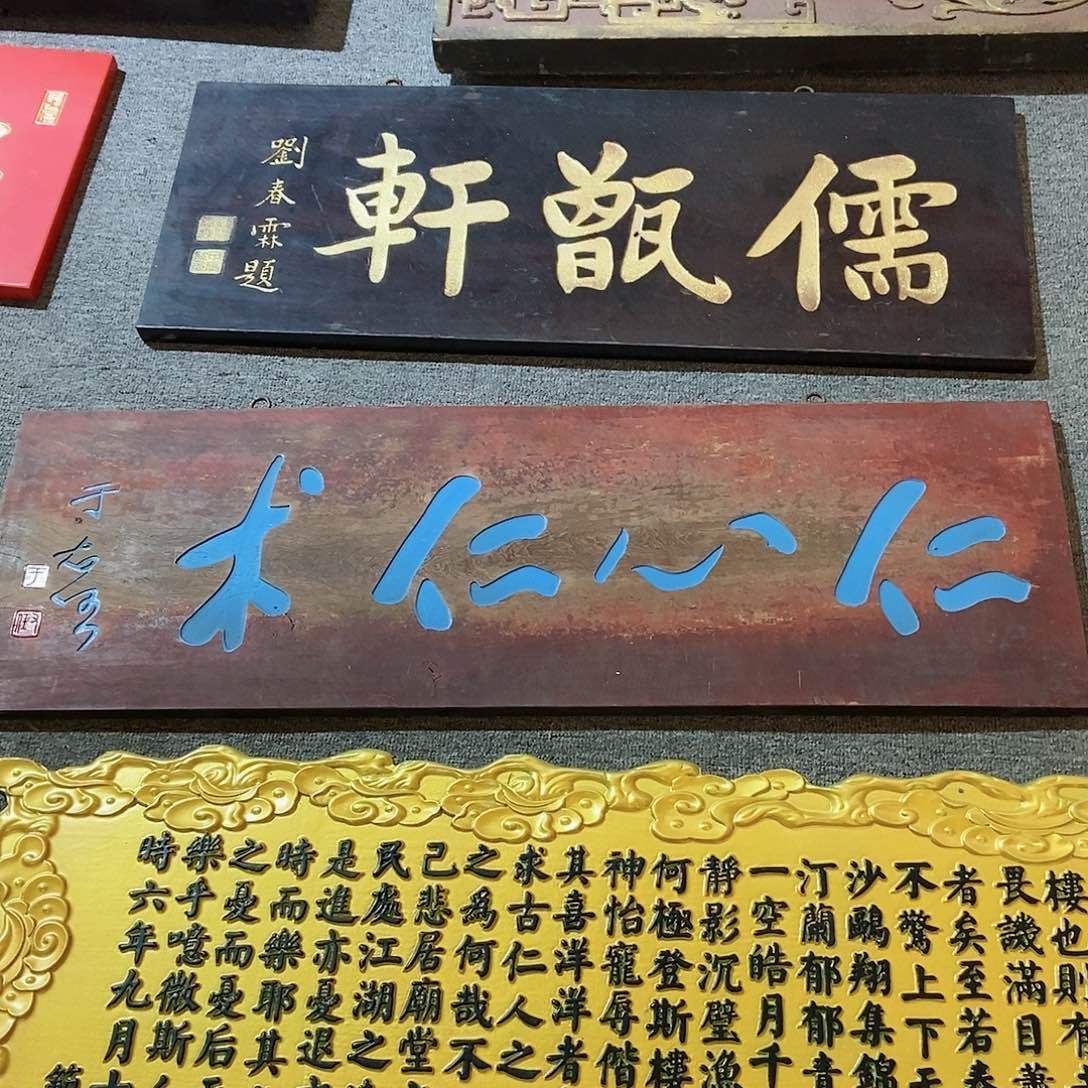 儒甑軒
劉春霖題
仁心仁术
于右任
樓也則有
畏譏滿目蕭
者矣至若春
不驚上下天
沙鷗翔集錦
汀蘭郁郁青
一空皓月千
靜影沉璧漁
何極登斯樓
神怡寵辱偕
其喜洋洋者
求古仁人之
之為何哉不
己悲居廟堂
民處江湖之
是進亦憂退
時而樂耶其
之憂而憂后
樂乎噫微斯
時六年九月十